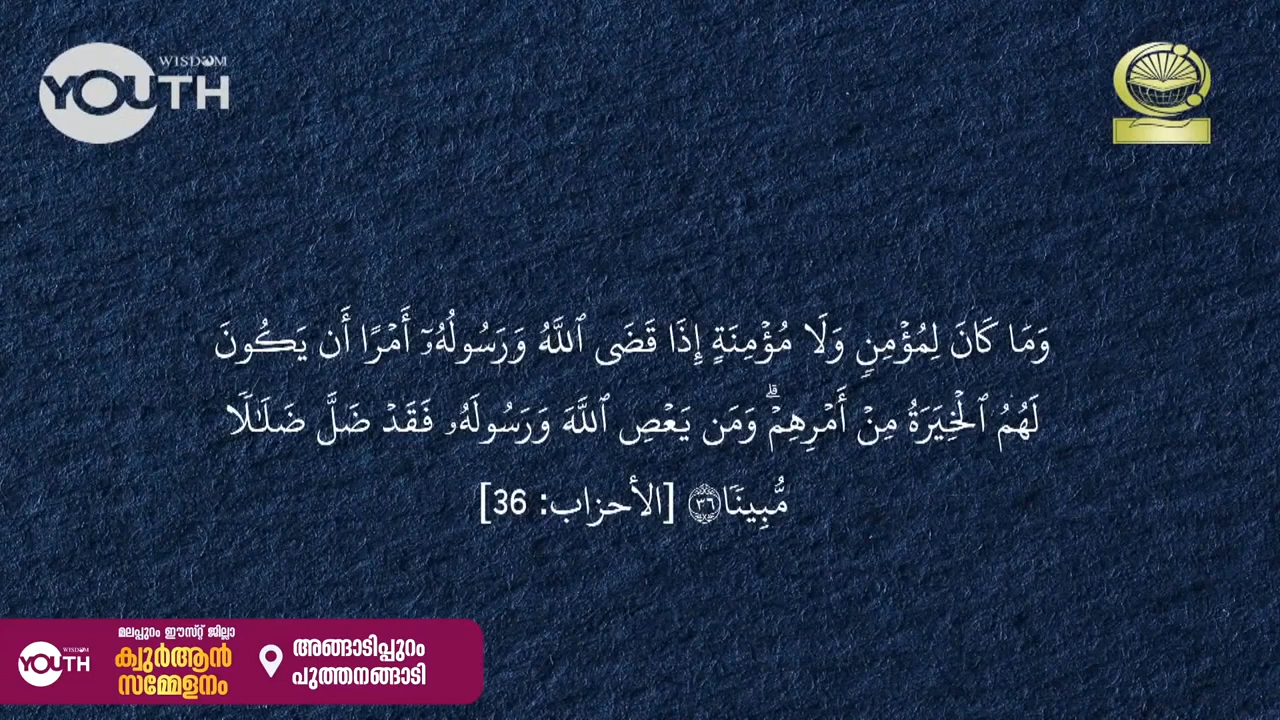 WISDOM
YOUTH
وَمَا كَانَ لِمُؤۡمِنٖ وَلَا مُؤۡمِنَةٍ إِذَا قَضَى ٱللَّهُ وَرَسُولُهُۥٓ أَمۡرًا أَن يَكُونَ
لَهُمُ ٱلۡخِيَرَةُ مِنۡ أَمۡرِهِمۡۗ وَمَن يَعۡصِ ٱللَّهَ وَرَسُولَهُۥ فَقَدۡ ضَلَّ ضَلَٰلٗا
مُّبِينٗا٣٦ [الأحزاب: 36]
WISDOM
YOUTH
മലപ്പുറം ഈസ്റ്റ് ജില്ലാ
ക്വുർആൻ
സമ്മേളനം
അങ്ങാടിപ്പുറം
പുത്തനങ്ങാടി